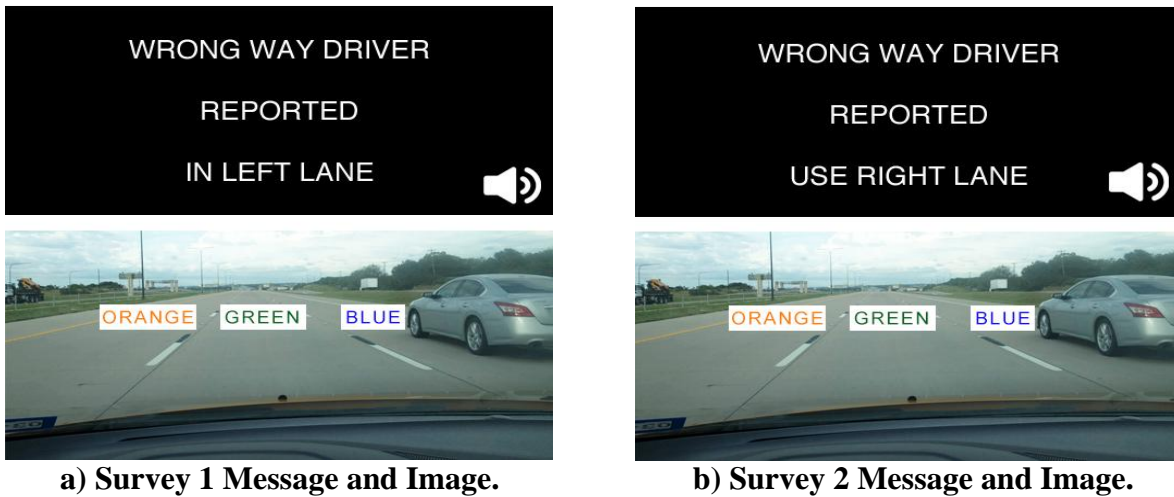 WRONG WAY DRIVER
REPORTED
IN LEFT LANE
ORANGE GREEN BLUE
a) Survey 1 Message and Image.
WRONG WAY DRIVER
REPORTED
USE RIGHT LANE
ORANGE GREEN BLUE
b) Survey 2 Message and Image.